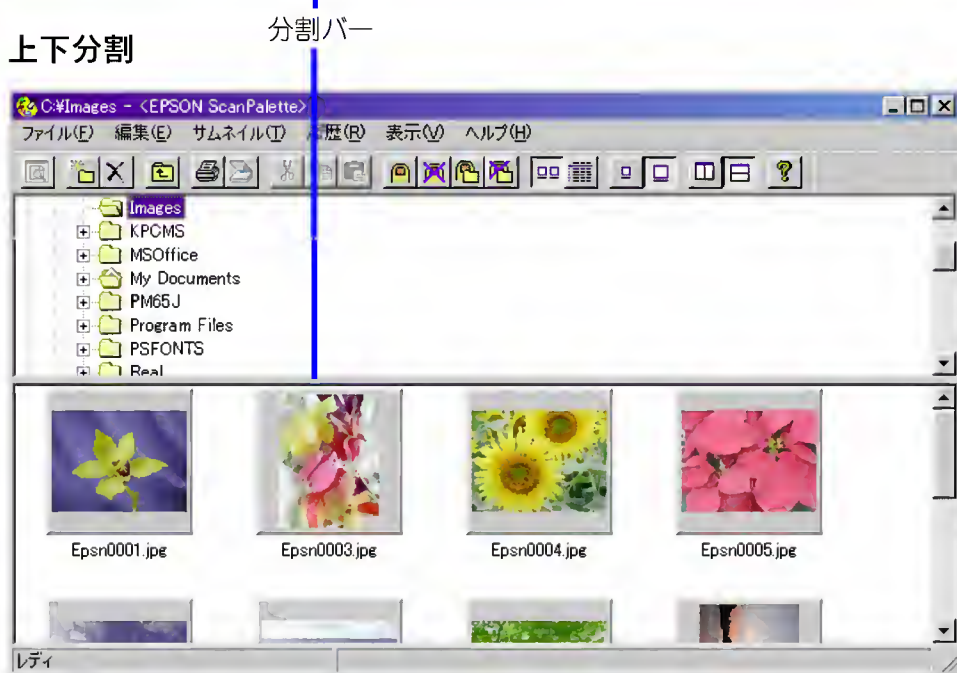 分割バー
上下分割
C:¥Images - <EPSON ScanPalette>
ファイル(F) 編集(E) サムネイル(T) 歴(R) 表示(V) ヘルプ(H)
Images
KPCMS
MSOffice
My Documents
PM65J
Program Files
PSFONTS
Real
Epsn0001.jpg Epsn0003.jpg Epsn0004.jpg Epsn0005.jpg
レディ